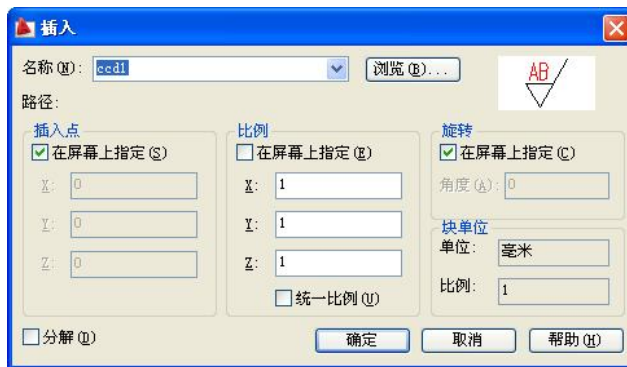 插入
名称(N): ccd1 浏览(B)...
AB
路径:
插入点
在屏幕上指定(S)
X: 0
Y: 0
Z: 0
比例
在屏幕上指定(E)
X: 1
Y: 1
Z: 1
统一比例(U)
旋转
在屏幕上指定(C)
角度(A): 0
块单位
单位: 毫米
比例: 1
分解(D) 确定 取消 帮助(H)